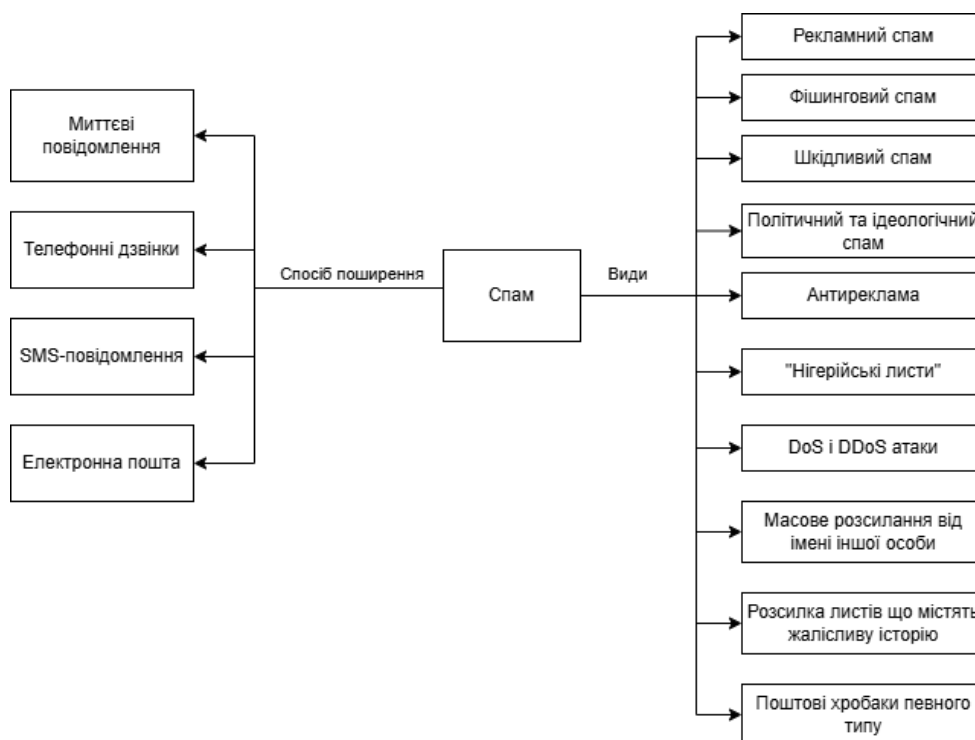 Миттєві
повідомлення
Телефонні дзвінки
SMS-повідомлення
Електронна пошта
Спосіб поширення
Спам
Види
Рекламний спам
Фішинговий спам
Шкідливий спам
Політичний та ідеологічний
спам
Антиреклама
"Нігерійські листи"
DoS і DDoS атаки
Масове розсилання від
імені іншої особи
Розсилка листів що містять
жалісливу історію
Поштові хробаки певного
типу